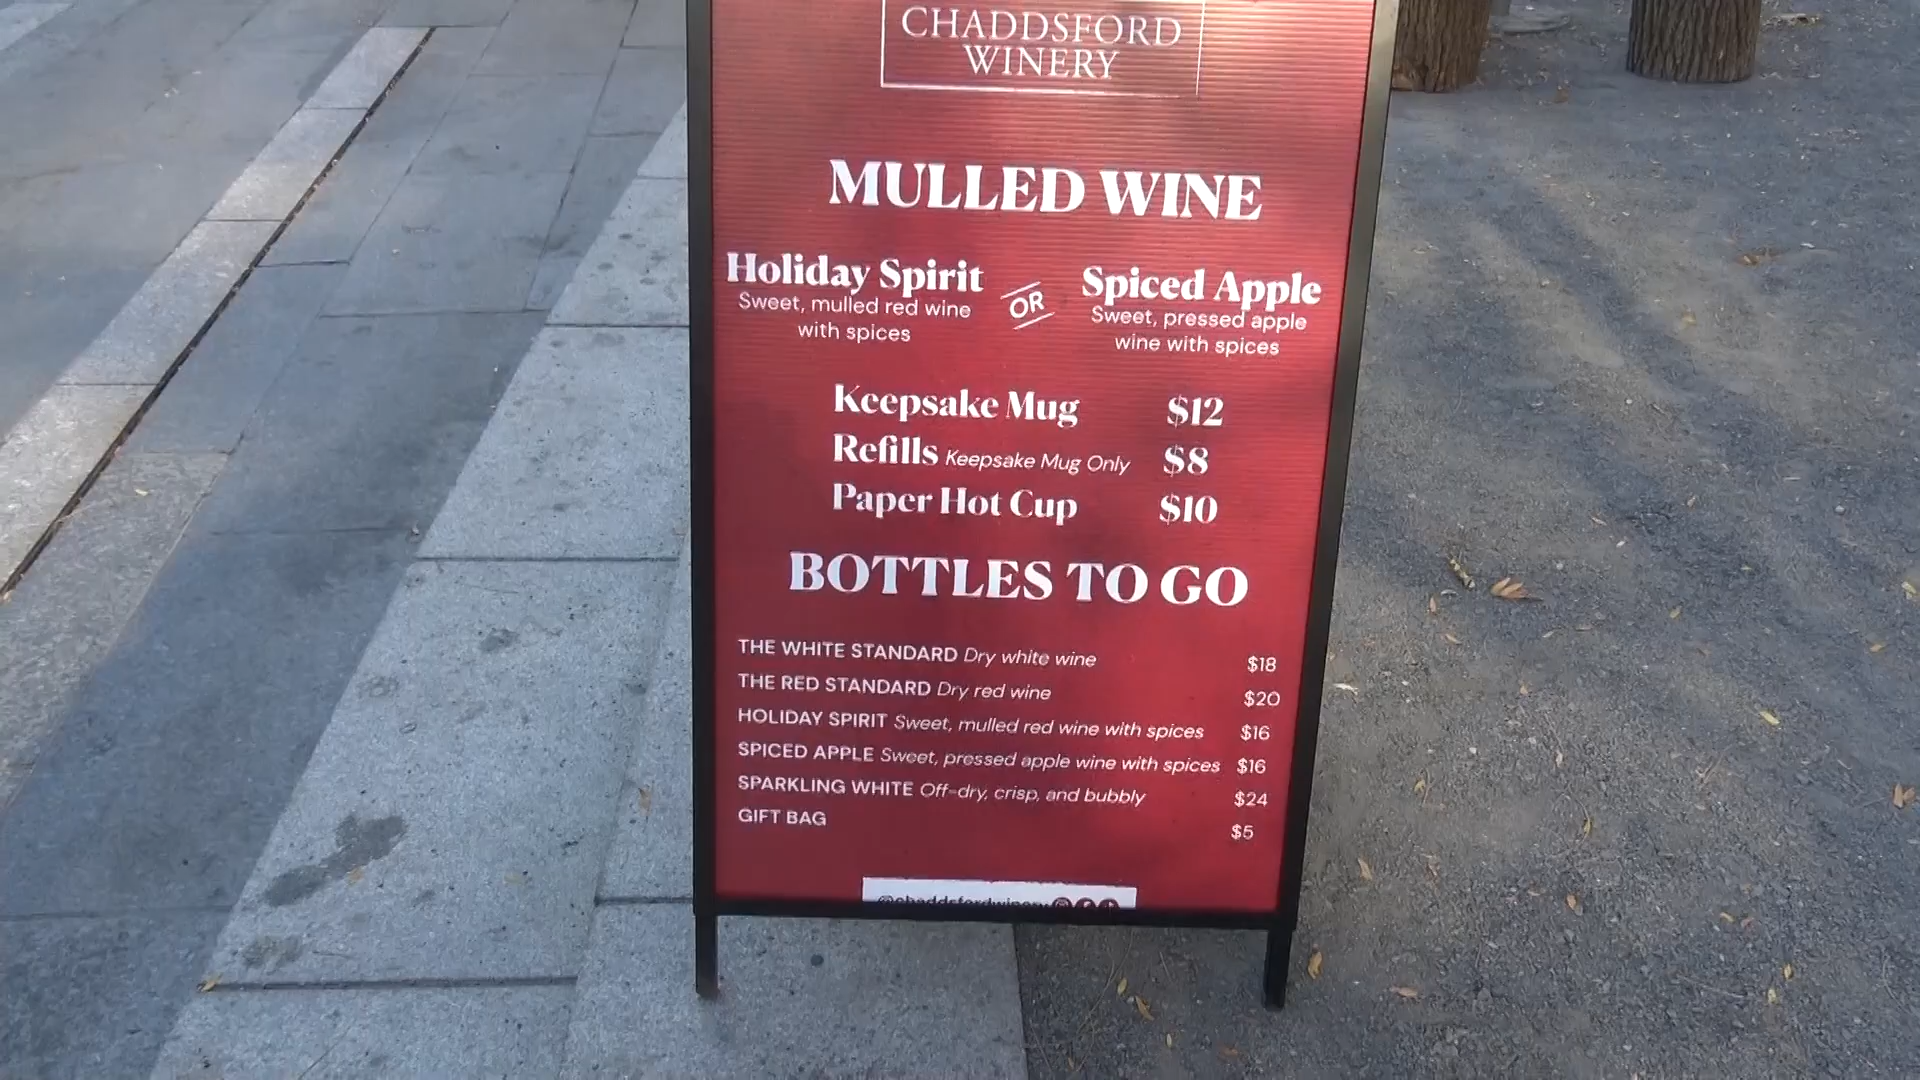 CHADDSFORD
WINERY
MULLED WINE
Holiday Spirit
Sweet, mulled red wine
with spices
OR
Spiced Apple
Sweet, pressed apple
wine with spices
Keepsake Mug $12
Refills Keepsake Mug Only $8
Paper Hot Cup $10
BOTTLES TO GO
THE WHITE STANDARD Dry white wine $18
THE RED STANDARD Dry red wine $20
HOLIDAY SPIRIT Sweet, mulled red wine with spices $16
SPICED APPLE Sweet, pressed apple wine with spices $16
SPARKLING WHITE Off-dry, crisp, and bubbly $24
GIFT BAG $5
@chaddsfordwinery